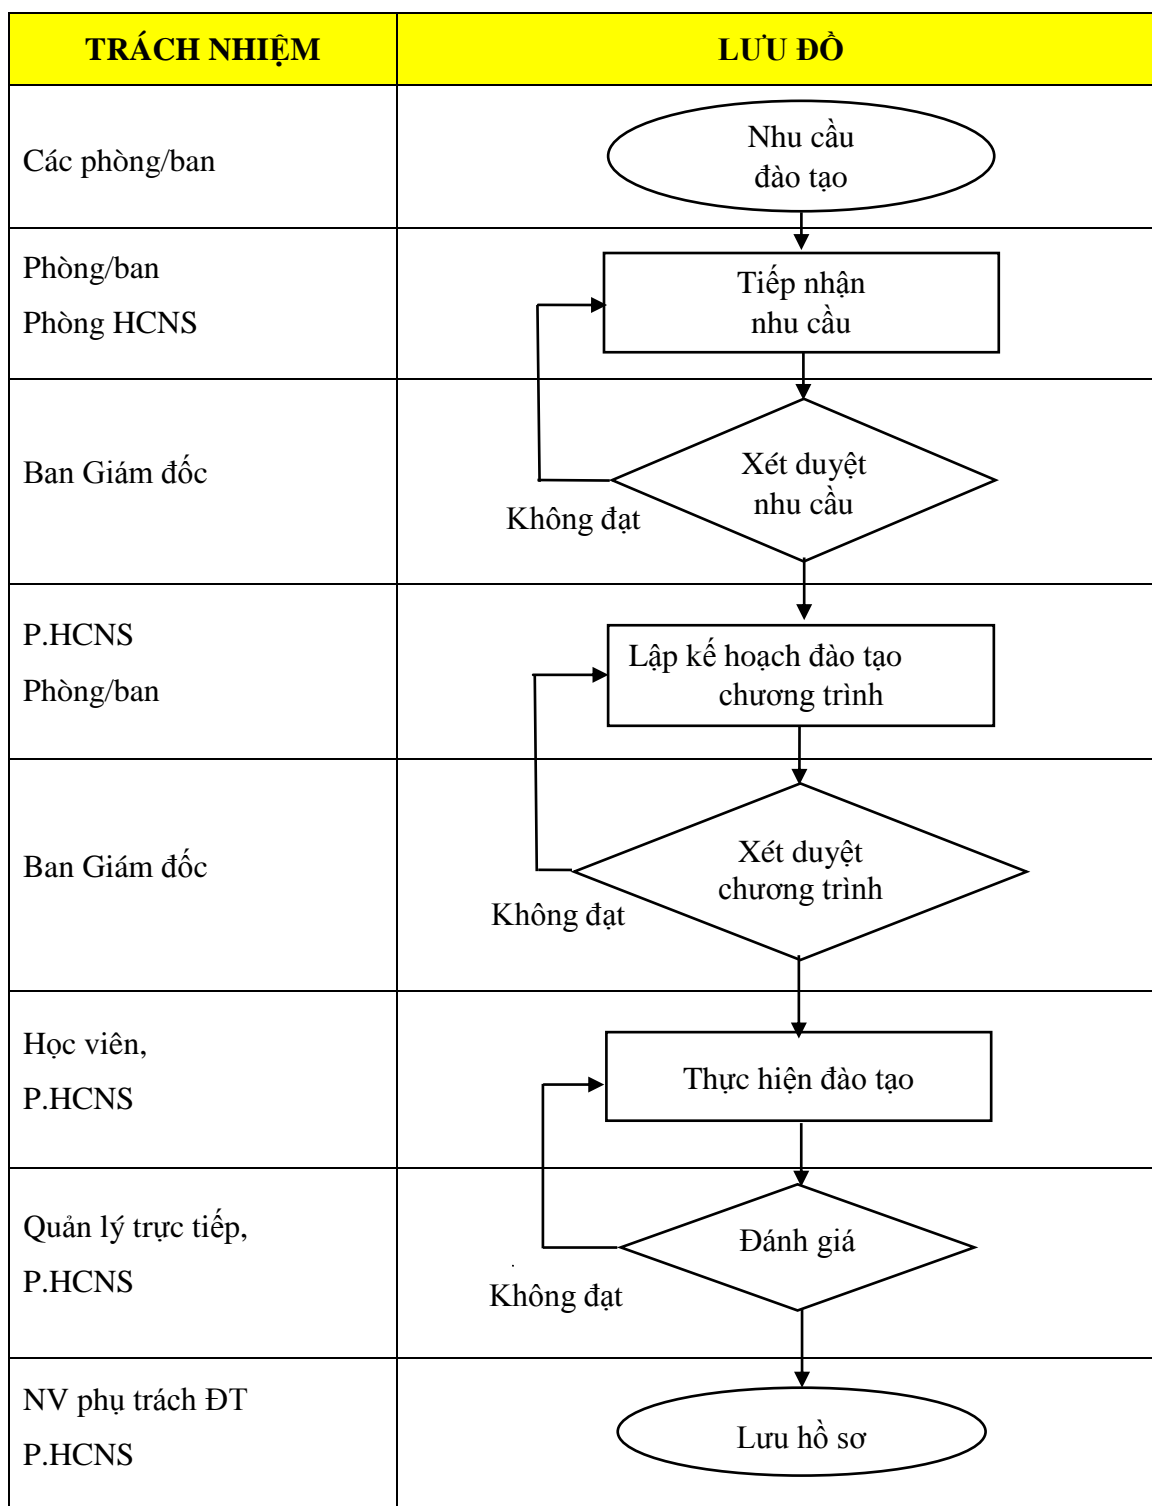 TRÁCH NHIỆM
LƯU ĐỒ
Các phòng/ban
Nhu cầu
đào tạo
Phòng/ban
Phòng HCNS
Tiếp nhận
nhu cầu
Ban Giám đốc
Xét duyệt
nhu cầu
Không đạt
P.HCNS
Phòng/ban
Lập kế hoạch đào tạo
chương trình
Ban Giám đốc
Xét duyệt
chương trình
Không đạt
Học viên,
P.HCNS
Thực hiện đào tạo
Quản lý trực tiếp,
P.HCNS
Đánh giá
Không đạt
NV phụ trách ĐT
P.HCNS
Lưu hồ sơ